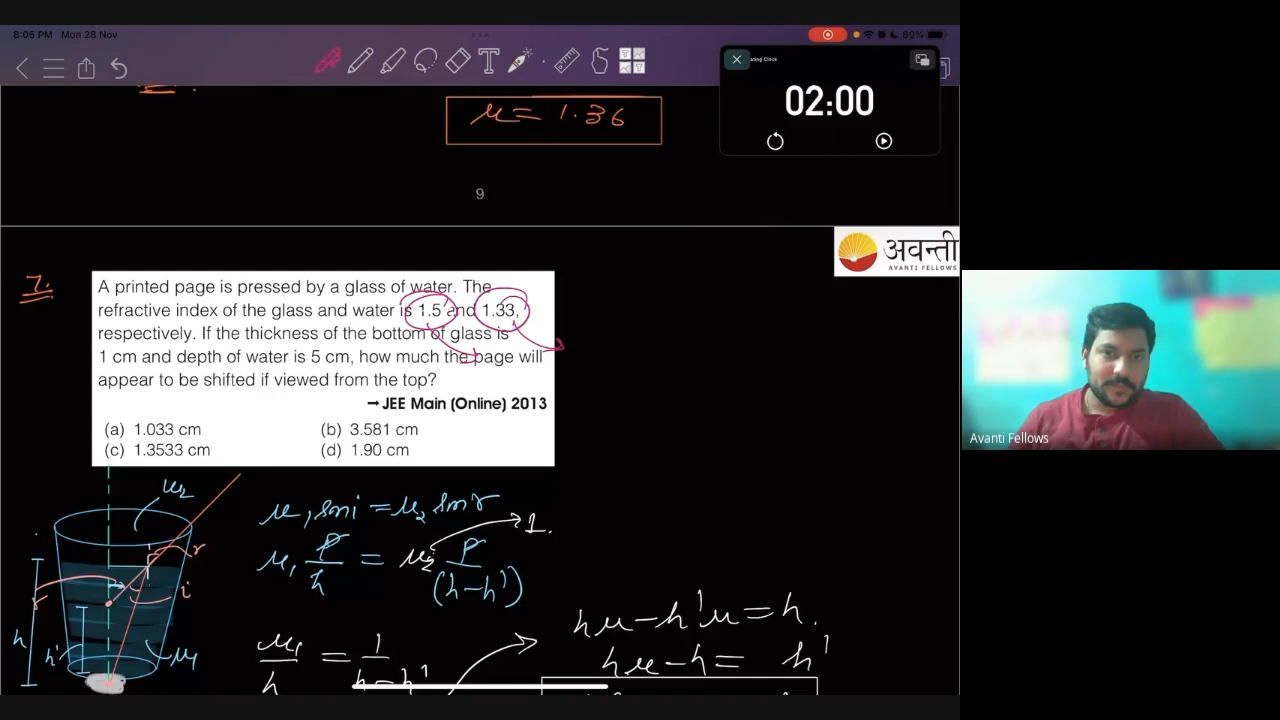 8:05 PM Mon 28 Nov
89%
ating Clock
02:00
μ = 1.36
9
अवन्ती
AVANTI FELLOWS
7.
A printed page is pressed by a glass of water. The
refractive index of the glass and water is 1.5 and 1.33,
respectively. If the thickness of the bottom of glass is
1 cm and depth of water is 5 cm, how much the page will
appear to be shifted if viewed from the top?
→ JEE Main (Online) 2013
(a) 1.033 cm (b) 3.581 cm
(c) 1.3533 cm (d) 1.90 cm
μ2
r
i
h
h'
μ1
μ1 sin i = μ2 sin r
μ1 P/h = μ2 P/(h-h')
1.
μ1/h = 1/h-h'
hμ - h'μ = h.
hμ - h = h'
Avanti Fellows